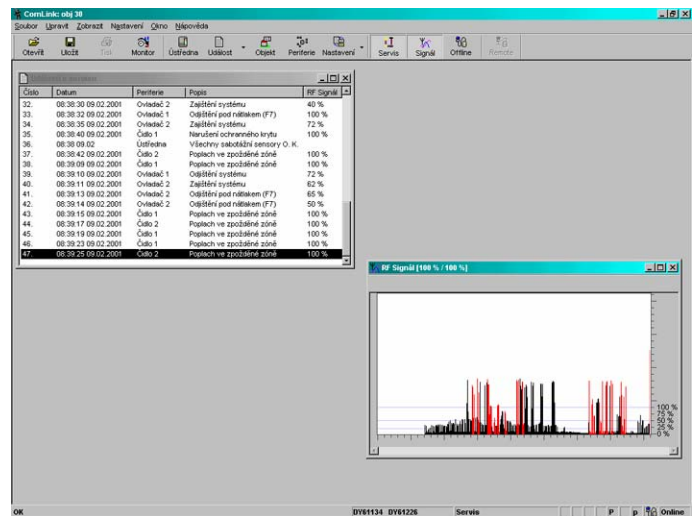 ComLink: obj 30
Soubor Upravit Zobrazit Nastavení Okno Nápověda
Otevřít Uložit Tisk Monitor Ústředna Událost Objekt Periferie Nastavení Servis Signál Offline Remote
Číslo Datum Periferie Popis RF Signál
32. 08:38:30 09.02.2001 Ovladač 2 Zajištění systému 40 %
33. 08:38:32 09.02.2001 Ovladač 1 Odjištění pod nátlakem (F7) 100 %
34. 08:38:35 09.02.2001 Ovladač 2 Zajištění systému 72 %
35. 08:38:40 09.02.2001 Čidlo 1 Narušení ochranného krytu 100 %
36. 08:38 09.02 Ústředna Všechny sabotážní sensory O. K.
37. 08:38:42 09.02.2001 Čidlo 2 Poplach ve zpožděné zóně 100 %
38. 08:39:09 09.02.2001 Čidlo 1 Poplach ve zpožděné zóně 100 %
39. 08:39:10 09.02.2001 Ovladač 1 Odjištění systému 72 %
40. 08:39:11 09.02.2001 Ovladač 2 Zajištění systému 62 %
41. 08:39:13 09.02.2001 Ovladač 2 Odjištění pod nátlakem (F7) 65 %
42. 08:39:14 09.02.2001 Ovladač 2 Odjištění pod nátlakem (F7) 50 %
43. 08:39:15 09.02.2001 Čidlo 1 Poplach ve zpožděné zóně 100 %
44. 08:39:17 09.02.2001 Čidlo 2 Poplach ve zpožděné zóně 100 %
45. 08:39:19 09.02.2001 Čidlo 1 Poplach ve zpožděné zóně 100 %
46. 08:39:23 09.02.2001 Čidlo 1 Poplach ve zpožděné zóně 100 %
47. 08:39:25 09.02.2001 Čidlo 2 Poplach ve zpožděné zóně 100 %
RF Signál [100 % / 100 %]
100 %
75 %
50 %
25 %
0 %
OK DY61134 DY61226 Servis P p Online